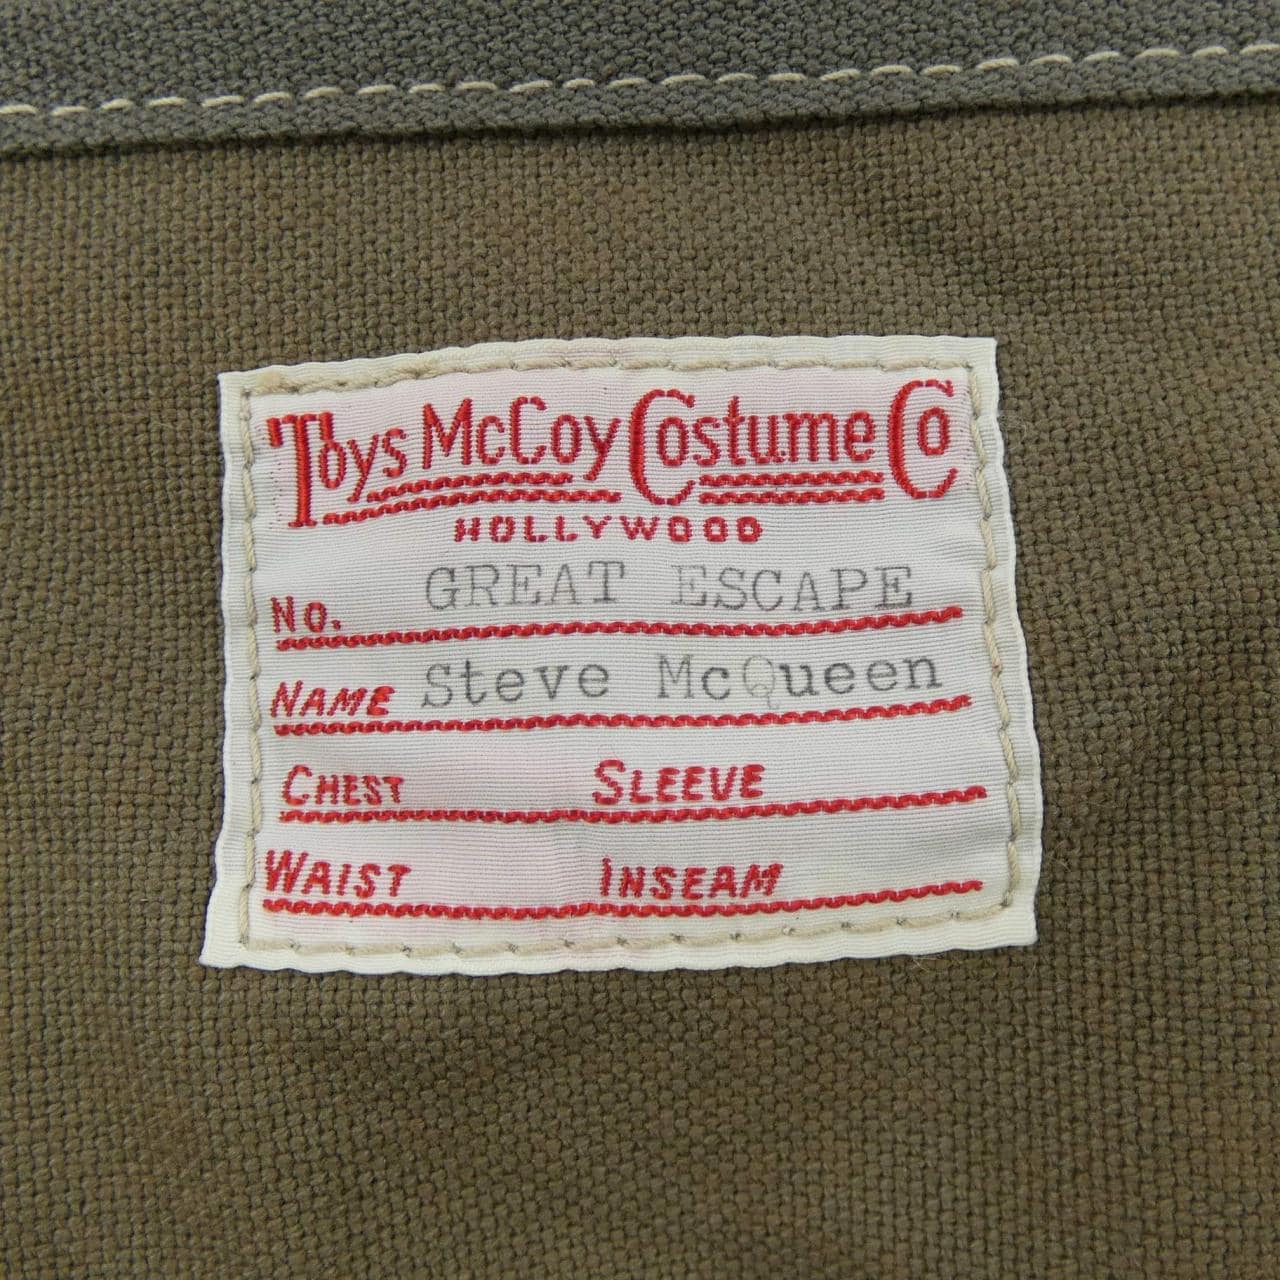 Toys McCoy Costume Co
HOLLYWOOD
No. GREAT ESCAPE
NAME Steve McQueen
CHEST SLEEVE
WAIST INSEAM